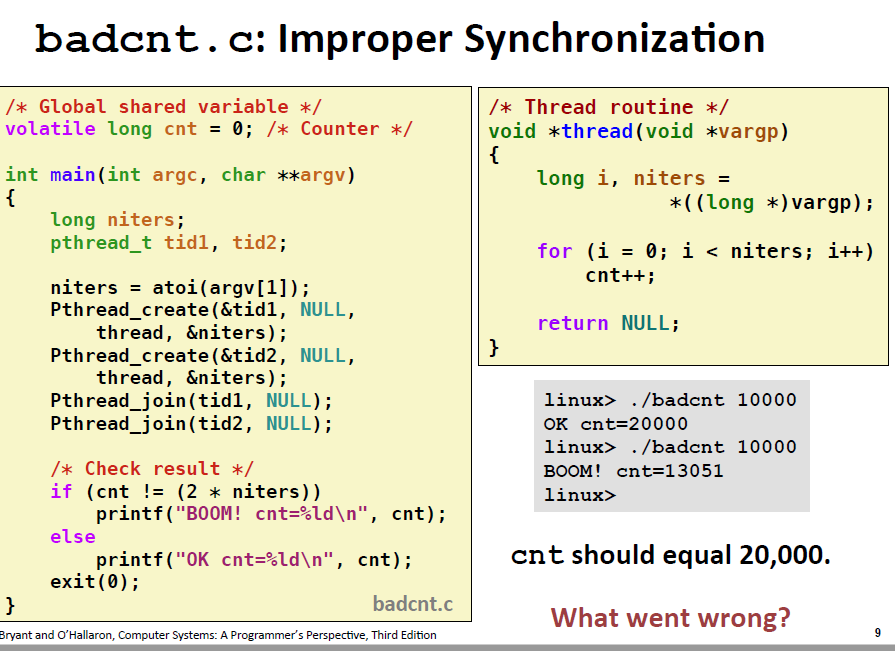 badcnt.c: Improper Synchronization
/* Global shared variable */
volatile long cnt = 0; /* Counter */
int main(int argc, char **argv)
{
    long niters;
    pthread_t tid1, tid2;
    niters = atoi(argv[1]);
    Pthread_create(&tid1, NULL,
        thread, &niters);
    Pthread_create(&tid2, NULL,
        thread, &niters);
    Pthread_join(tid1, NULL);
    Pthread_join(tid2, NULL);
    /* Check result */
    if (cnt != (2 * niters))
        printf("BOOM! cnt=%ld\n", cnt);
    else
        printf("OK cnt=%ld\n", cnt);
    exit(0);
}
badcnt.c
/* Thread routine */
void *thread(void *vargp)
{
    long i, niters =
               *((long *)vargp);
    for (i = 0; i < niters; i++)
        cnt++;
    return NULL;
}
linux> ./badcnt 10000
OK cnt=20000
linux> ./badcnt 10000
BOOM! cnt=13051
linux>
cnt should equal 20,000.
What went wrong?
Bryant and O'Hallaron, Computer Systems: A Programmer's Perspective, Third Edition
9